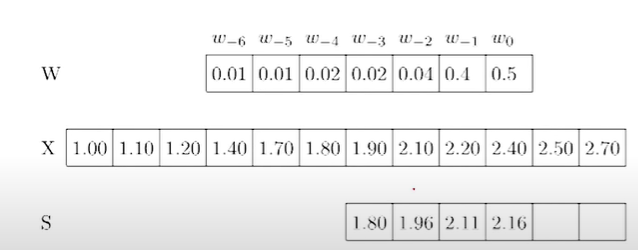 w₋₆ w₋₅ w₋₄ w₋₃ w₋₂ w₋₁ w₀
W 0.01 0.01 0.02 0.02 0.04 0.4 0.5
X 1.00 1.10 1.20 1.40 1.70 1.80 1.90 2.10 2.20 2.40 2.50 2.70
S 1.80 1.96 2.11 2.16